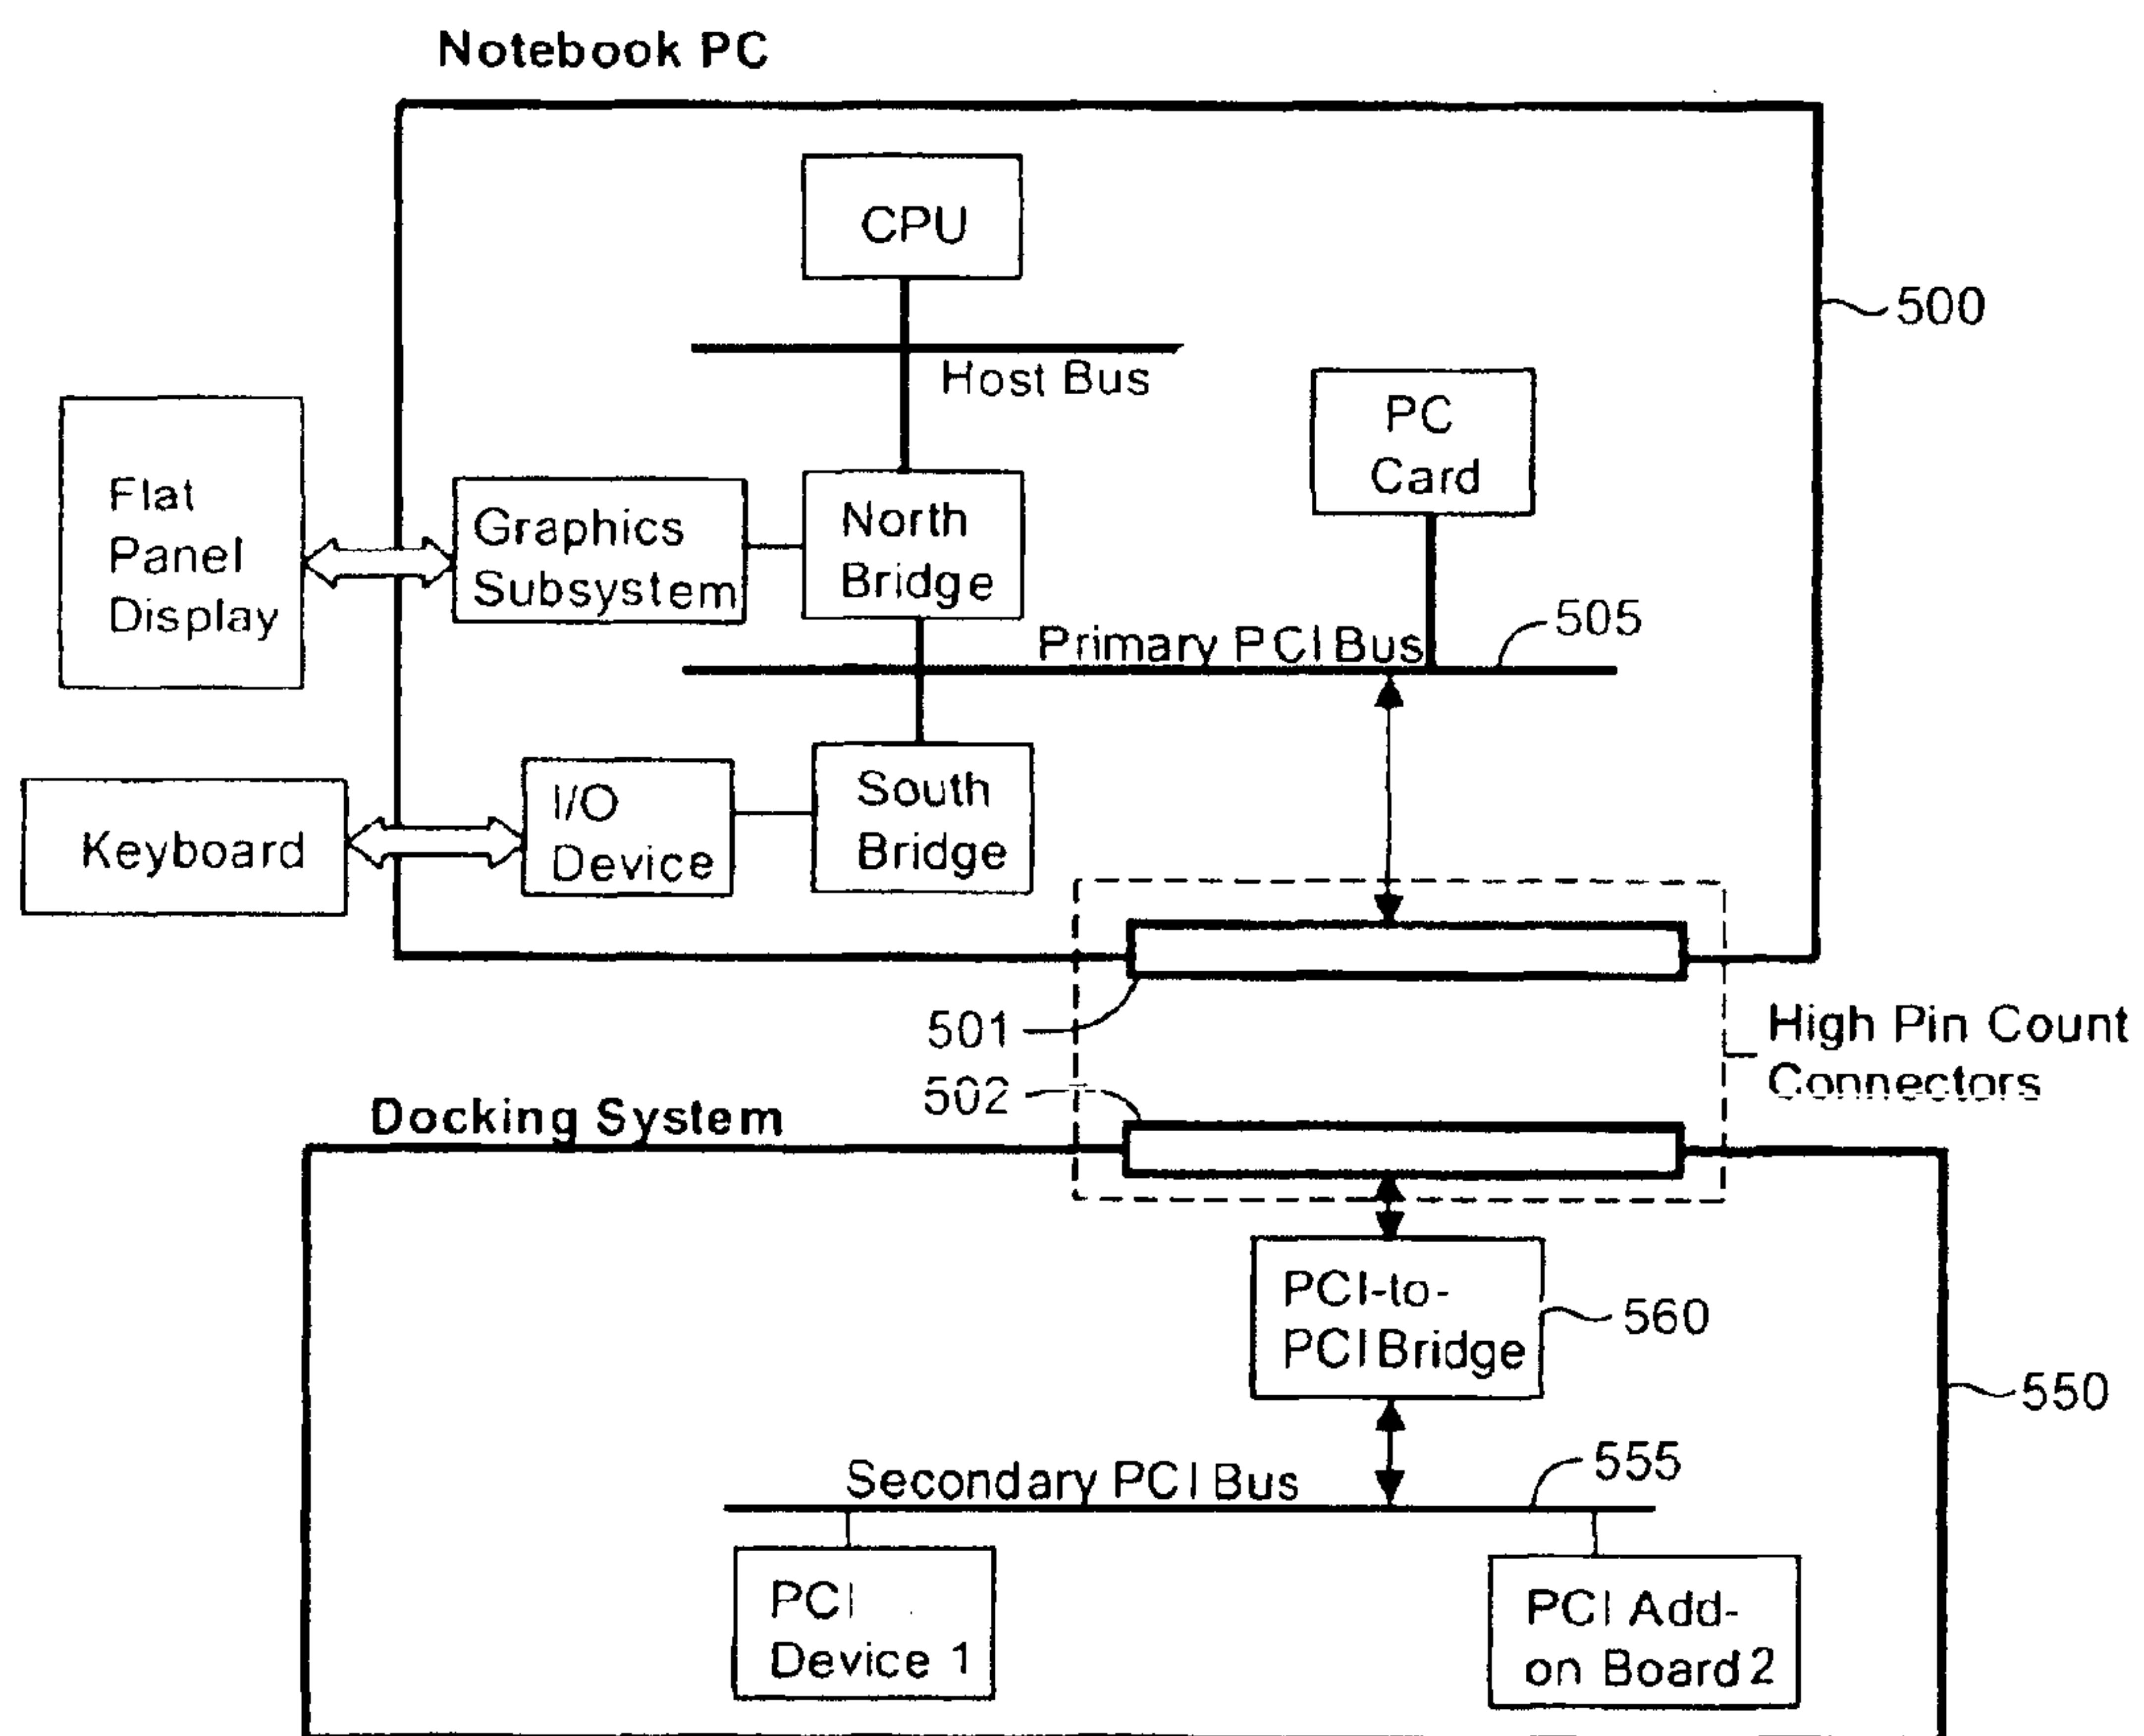 Notebook PC
CPU
500
Host Bus
PC
Card
Flat
Panel
Display
Graphics
Subsystem
North
Bridge
Primary PCI Bus
505
Keyboard
I/O
Device
South
Bridge
501
High Pin Count
Connectors
502
Docking System
PCI-to-
PCI Bridge
560
550
Secondary PCI Bus
555
PCI
Device 1
PCI Add-
on Board 2